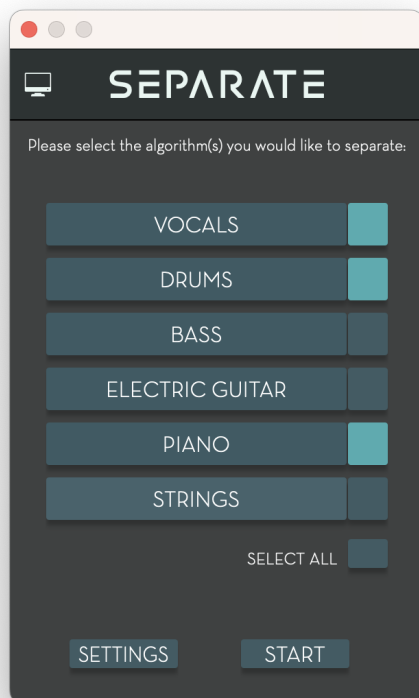 SEPARATE
Please select the algorithm(s) you would like to separate:
VOCALS
DRUMS
BASS
ELECTRIC GUITAR
PIANO
STRINGS
SELECT ALL
SETTINGS
START